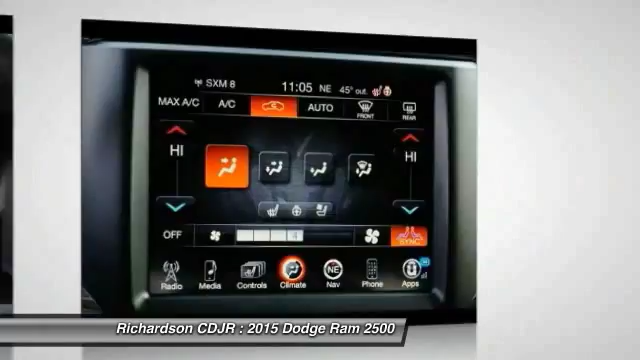 SXM 8 11:05 NE 45° out.
MAX A/C A/C AUTO FRONT REAR
HI HI
OFF SYNC
Radio Media Controls Climate NE Nav Phone Apps
Richardson CDJR : 2015 Dodge Ram 2500